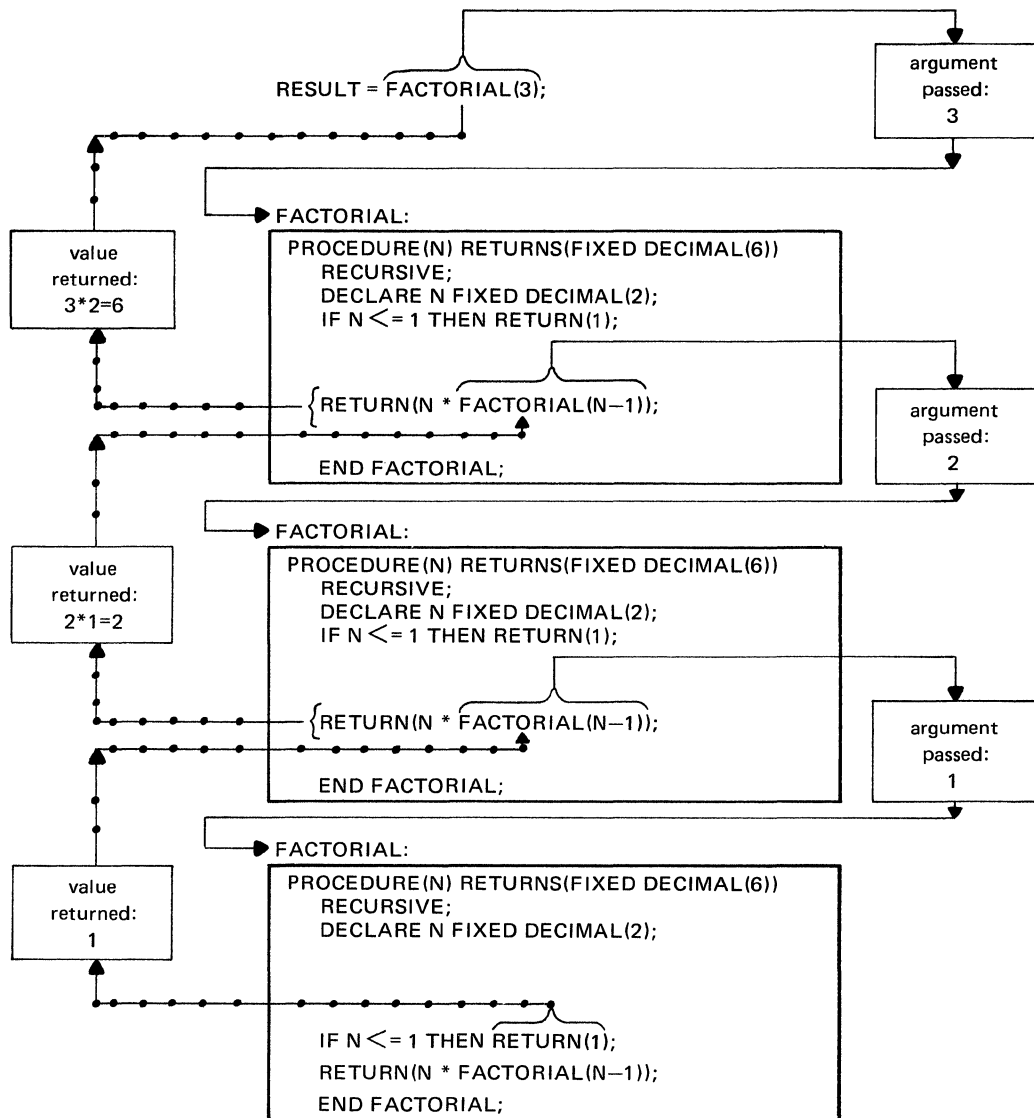 RESULT = FACTORIAL(3);
argument
passed:
3
FACTORIAL:
PROCEDURE(N) RETURNS(FIXED DECIMAL(6))
RECURSIVE;
DECLARE N FIXED DECIMAL(2);
IF N <= 1 THEN RETURN(1);
RETURN(N * FACTORIAL(N–1));
END FACTORIAL;
value
returned:
3*2=6
argument
passed:
2
FACTORIAL:
PROCEDURE(N) RETURNS(FIXED DECIMAL(6))
RECURSIVE;
DECLARE N FIXED DECIMAL(2);
IF N <= 1 THEN RETURN(1);
RETURN(N * FACTORIAL(N–1));
END FACTORIAL;
value
returned:
2*1=2
argument
passed:
1
FACTORIAL:
PROCEDURE(N) RETURNS(FIXED DECIMAL(6))
RECURSIVE;
DECLARE N FIXED DECIMAL(2);
IF N <= 1 THEN RETURN(1);
RETURN(N * FACTORIAL(N–1));
END FACTORIAL;
value
returned:
1